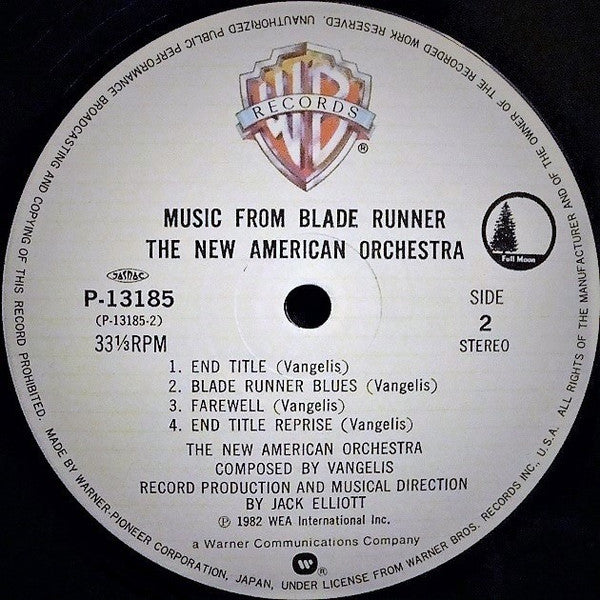 UNAUTHORIZED PUBLIC PERFORMANCE BROADCASTING AND COPYING OF THIS RECORD PROHIBITED. MADE BY WARNER-PIONEER CORPORATION, JAPAN, UNDER LICENSE FROM WARNER BROS. RECORDS INC., U.S.A. ALL RIGHTS OF THE MANUFACTURER AND OF THE OWNER OF THE RECORDED WORK RESERVED.
WB
RECORDS
®
MUSIC FROM BLADE RUNNER
THE NEW AMERICAN ORCHESTRA
Full Moon
JASRAC
P-13185
(P-13185-2)
33⅓RPM
SIDE
2
STEREO
1. END TITLE (Vangelis)
2. BLADE RUNNER BLUES (Vangelis)
3. FAREWELL (Vangelis)
4. END TITLE REPRISE (Vangelis)
THE NEW AMERICAN ORCHESTRA
COMPOSED BY VANGELIS
RECORD PRODUCTION AND MUSICAL DIRECTION
BY JACK ELLIOTT
℗ 1982 WEA International Inc.
a Warner Communications Company
®